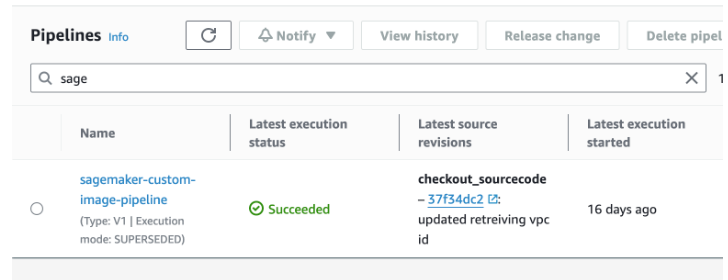 Pipelines Info
Notify ▼
View history
Release change
Delete pipel
sage
1
Name
Latest execution
status
Latest source
revisions
Latest execution
started
sagemaker-custom-
image-pipeline
(Type: V1 | Execution
mode: SUPERSEDED)
Succeeded
checkout_sourcecode
– 37f34dc2 :
updated retreiving vpc
id
16 days ago